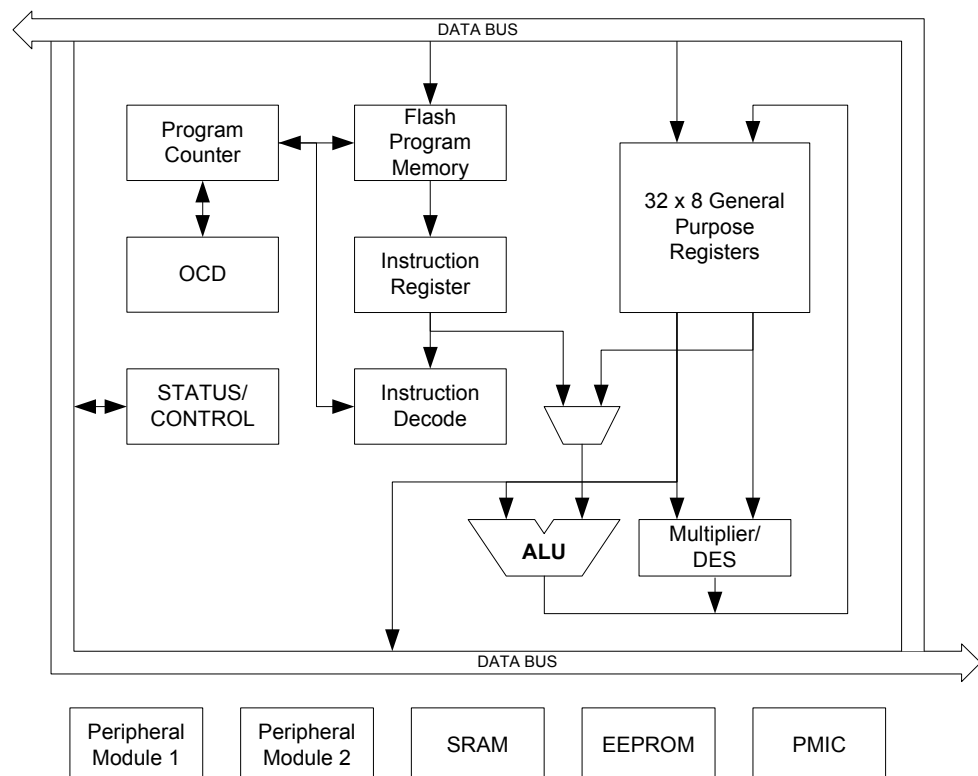 DATA BUS
Program
Counter
Flash
Program
Memory
32 x 8 General
Purpose
Registers
OCD
Instruction
Register
STATUS/
CONTROL
Instruction
Decode
ALU
Multiplier/
DES
DATA BUS
Peripheral
Module 1
Peripheral
Module 2
SRAM
EEPROM
PMIC